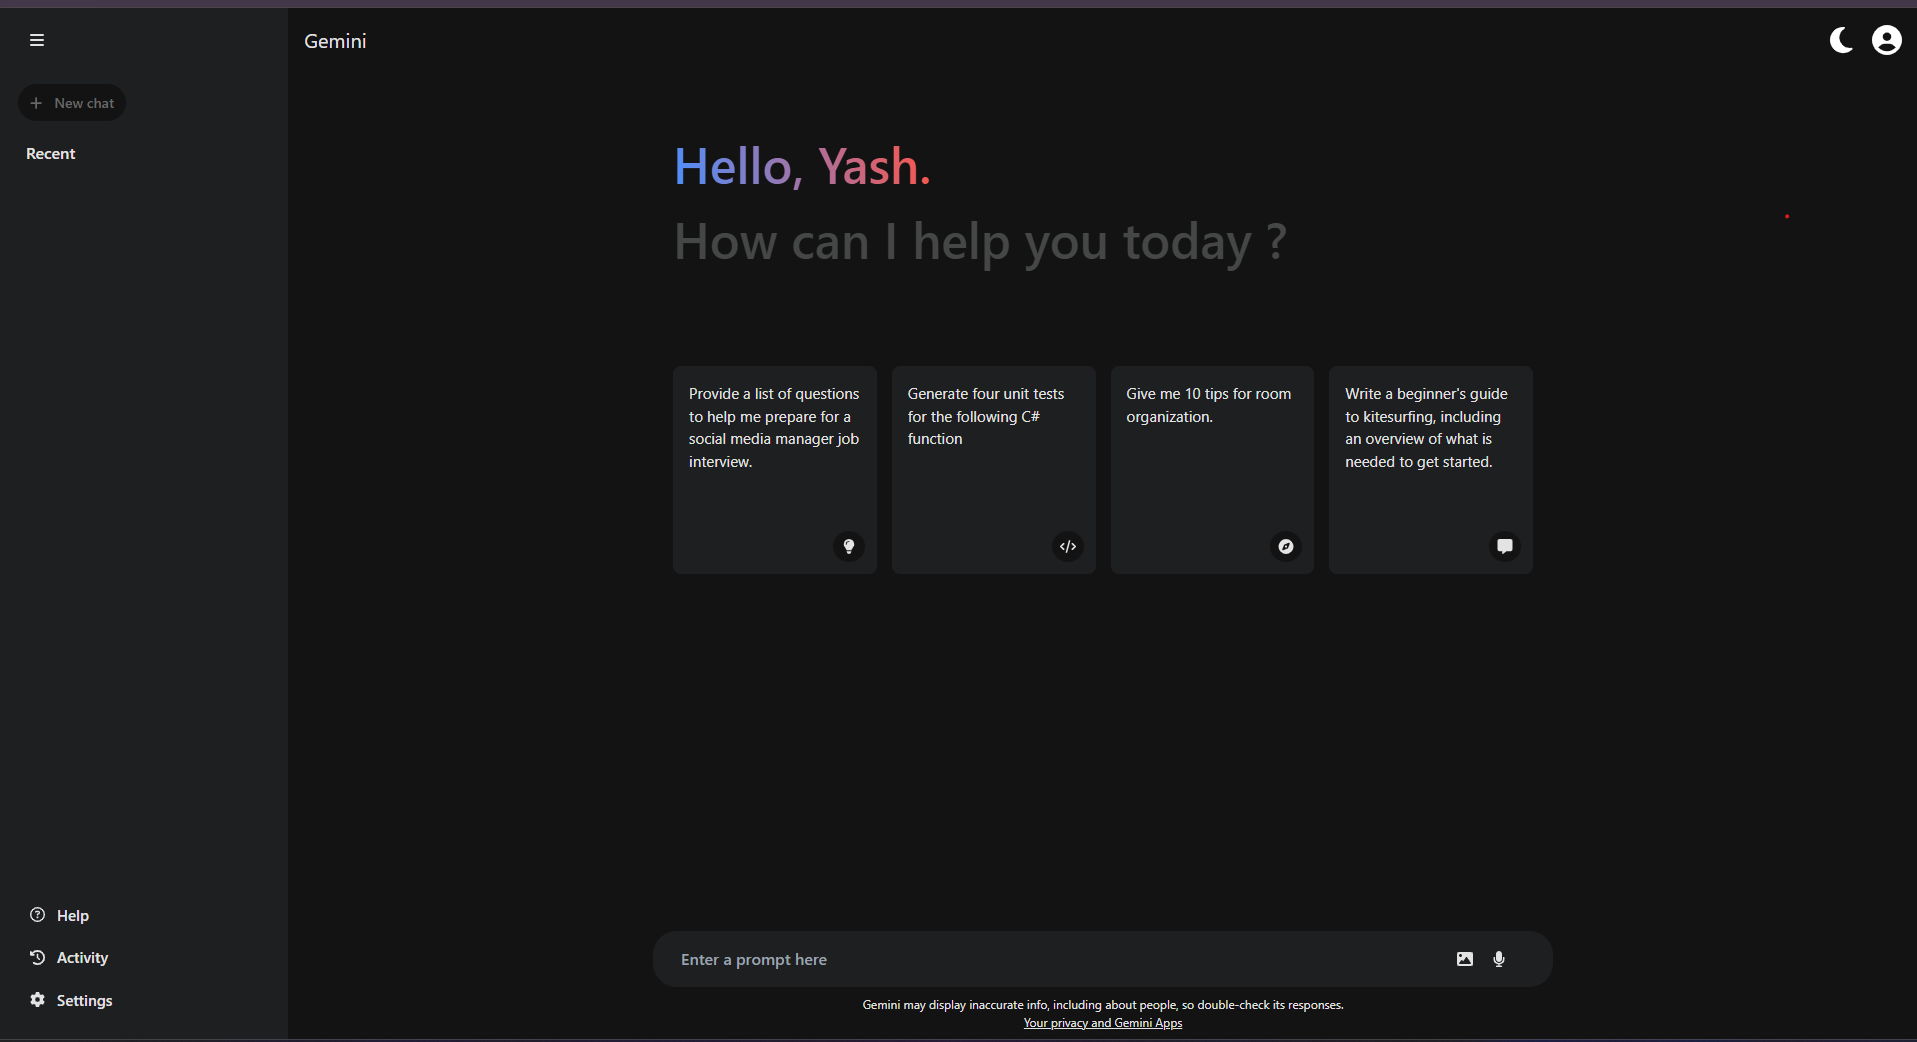 Gemini
New chat
Recent
Hello, Yash.
How can I help you today ?
Provide a list of questions
to help me prepare for a
social media manager job
interview.
Generate four unit tests
for the following C#
function
Give me 10 tips for room
organization.
Write a beginner's guide
to kitesurfing, including
an overview of what is
needed to get started.
Help
Activity
Settings
Enter a prompt here
Gemini may display inaccurate info, including about people, so double-check its responses.
Your privacy and Gemini Apps